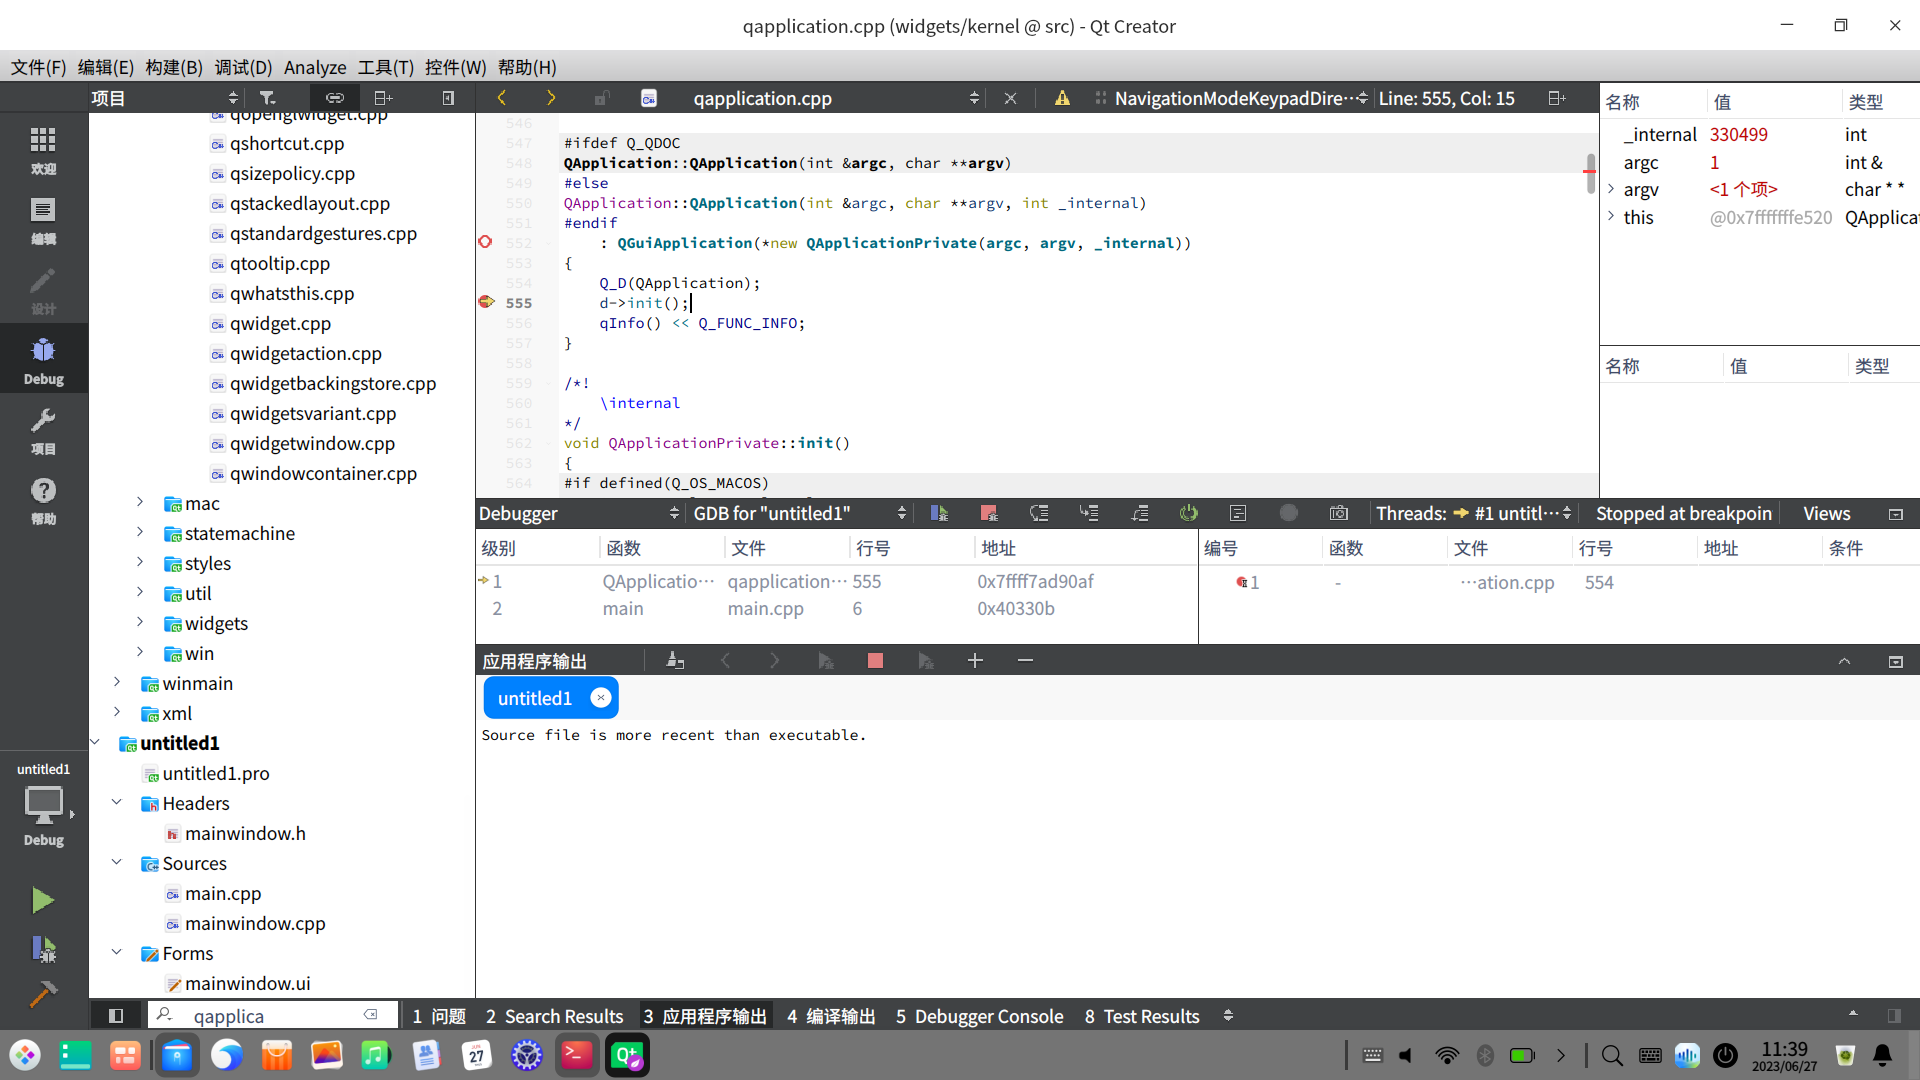 qapplication.cpp (widgets/kernel @ src) - Qt Creator
文件(F) 编辑(E) 构建(B) 调试(D) Analyze 工具(T) 控件(W) 帮助(H)
项目
qapplication.cpp
NavigationModeKeypadDire···
Line: 555, Col: 15
欢迎
编辑
设计
Debug
项目
帮助
untitled1
Debug
qopenglwidget.cpp
qshortcut.cpp
qsizepolicy.cpp
qstackedlayout.cpp
qstandardgestures.cpp
qtooltip.cpp
qwhatsthis.cpp
qwidget.cpp
qwidgetaction.cpp
qwidgetbackingstore.cpp
qwidgetsvariant.cpp
qwidgetwindow.cpp
qwindowcontainer.cpp
mac
statemachine
styles
util
widgets
win
winmain
xml
untitled1
untitled1.pro
Headers
mainwindow.h
Sources
main.cpp
mainwindow.cpp
Forms
mainwindow.ui
546
547 #ifdef Q_QDOC
548 QApplication::QApplication(int &argc, char **argv)
549 #else
550 QApplication::QApplication(int &argc, char **argv, int _internal)
551 #endif
552 : QGuiApplication(*new QApplicationPrivate(argc, argv, _internal))
553 {
554 Q_D(QApplication);
555 d->init();
556 qInfo() << Q_FUNC_INFO;
557 }
558
559 /*!
560 \internal
561 */
562 void QApplicationPrivate::init()
563 {
564 #if defined(Q_OS_MACOS)
名称 值 类型
_internal 330499 int
argc 1 int &
argv <1 个项> char * *
this @0x7fffffffe520 QApplicat
名称 值 类型
Debugger GDB for "untitled1" Threads: #1 untitl··· Stopped at breakpoin Views
级别 函数 文件 行号 地址
1 QApplicatio··· qapplication··· 555 0x7ffff7ad90af
2 main main.cpp 6 0x40330b
编号 函数 文件 行号 地址 条件
1 - ···ation.cpp 554
应用程序输出
untitled1
Source file is more recent than executable.
qapplica
1 问题 2 Search Results 3 应用程序输出 4 编译输出 5 Debugger Console 8 Test Results
27
11:39
2023/06/27